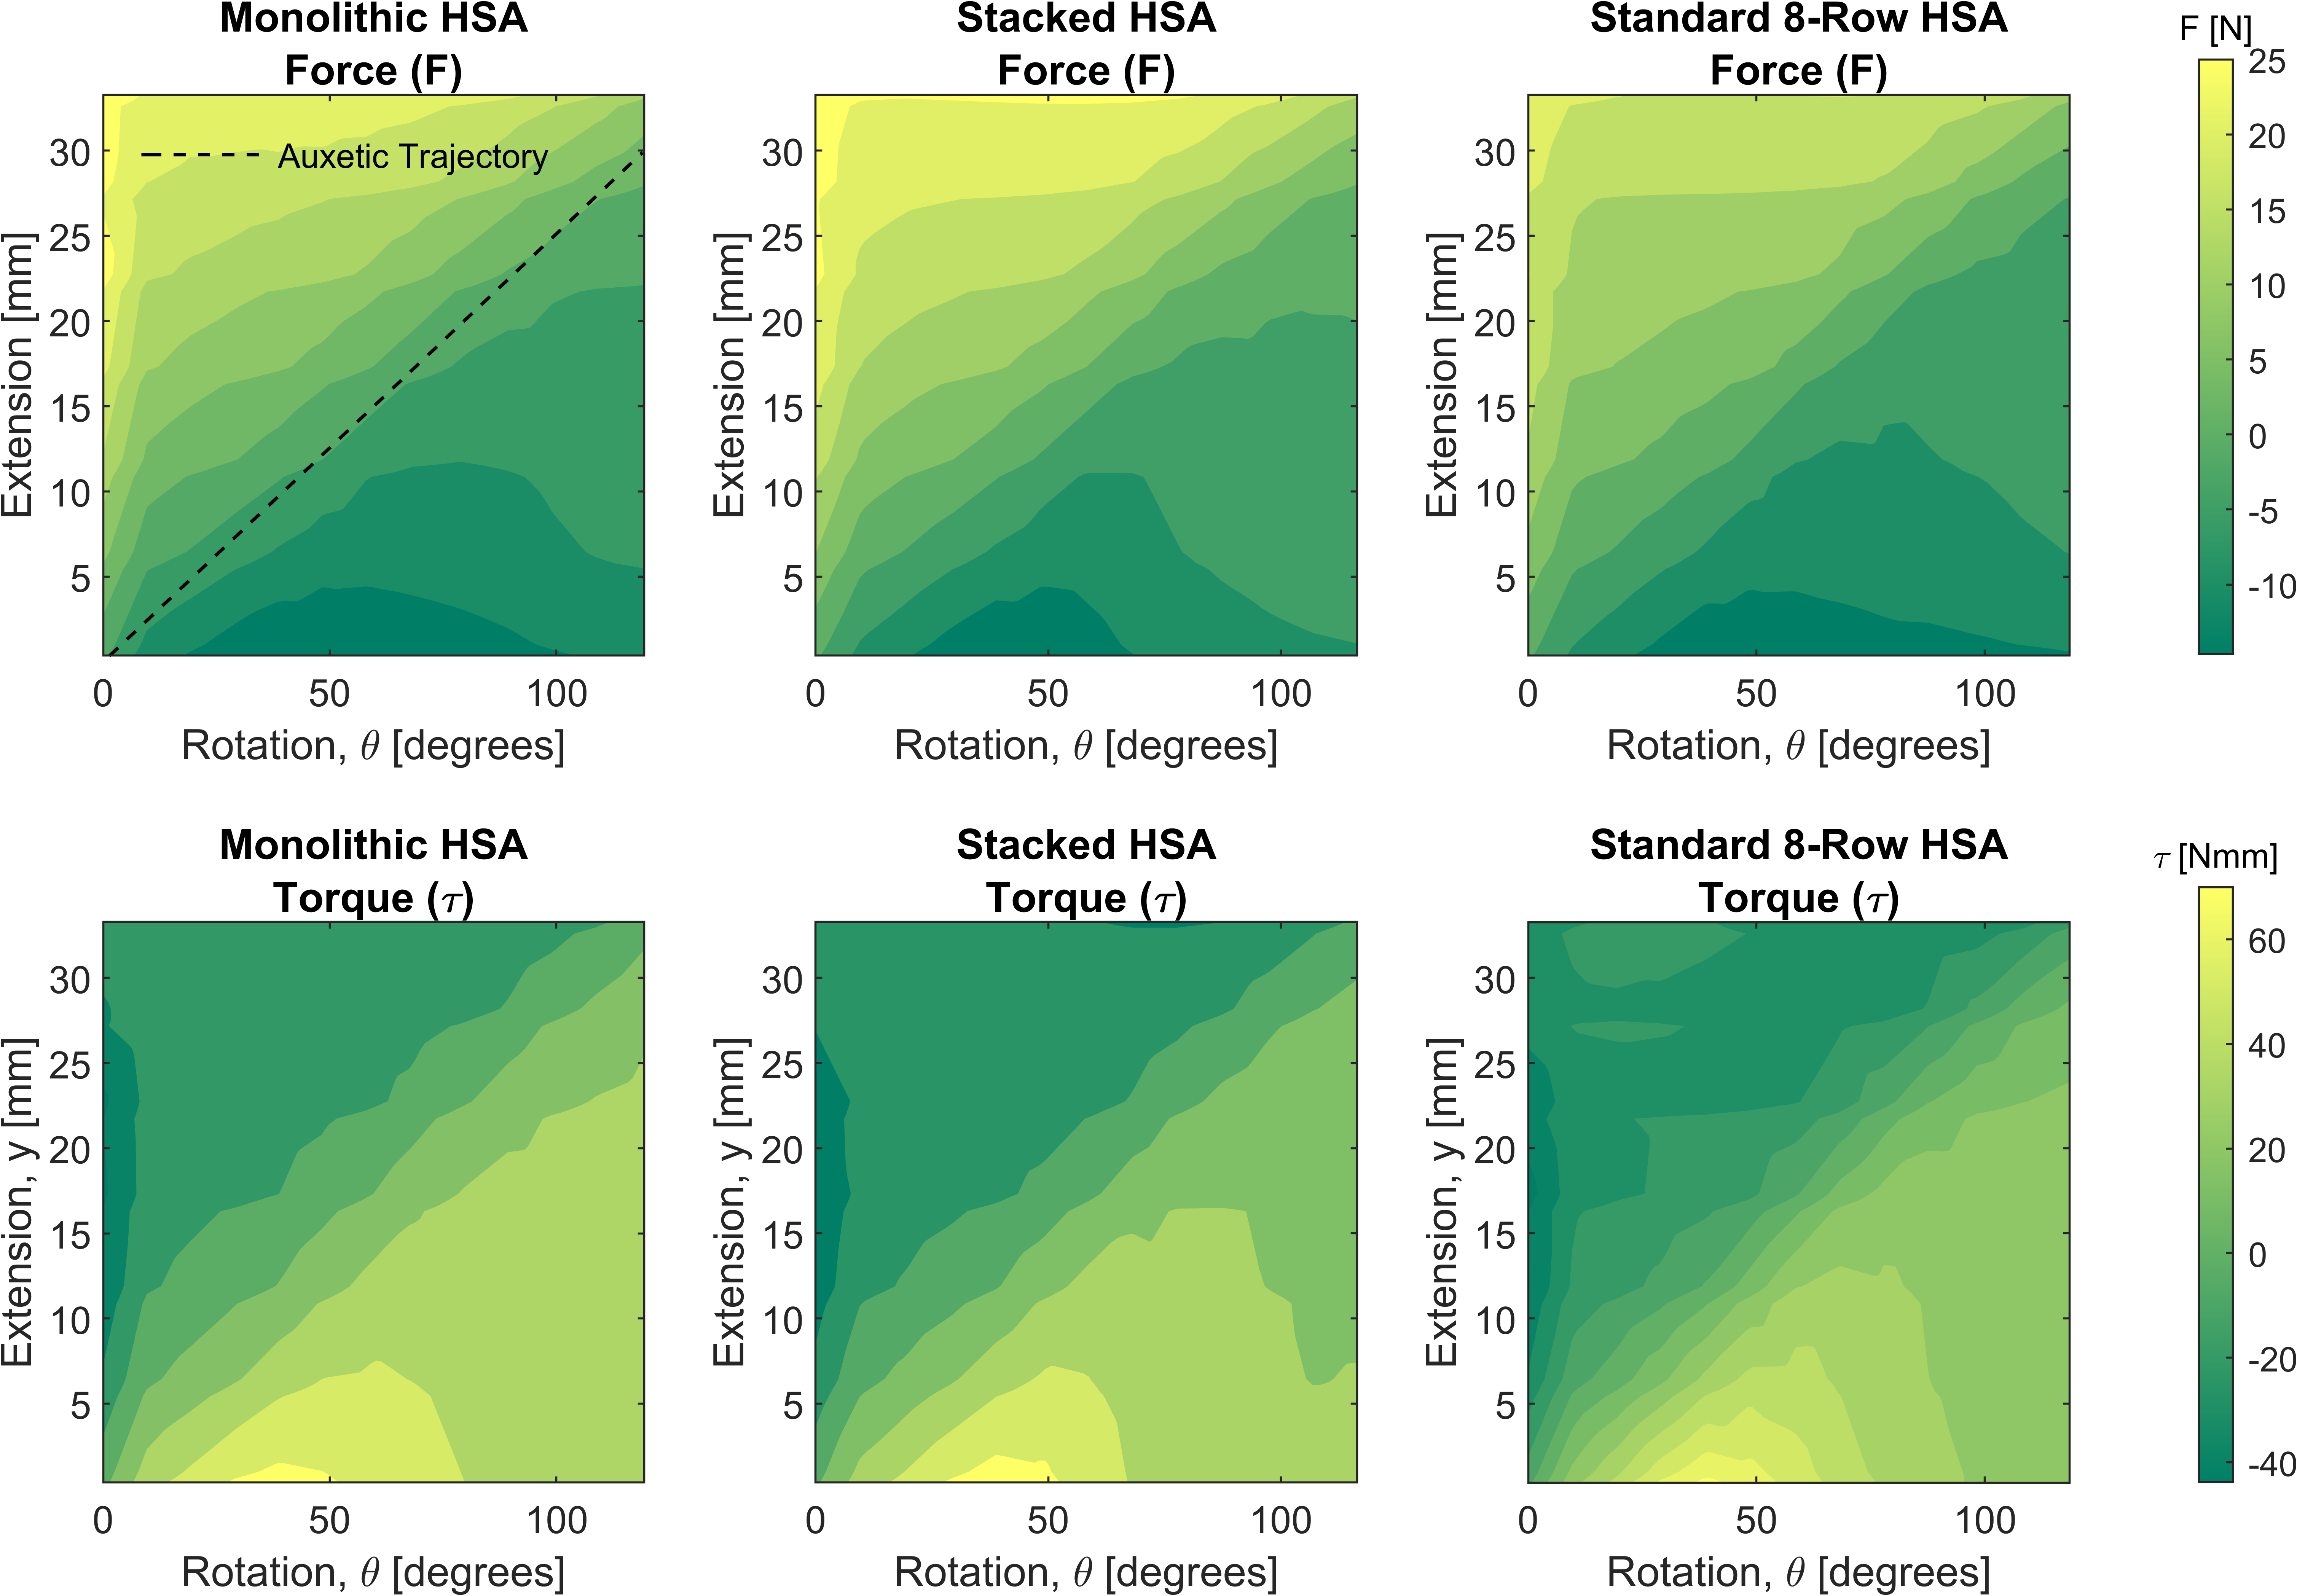 Monolithic HSA
Force (F)
Stacked HSA
Force (F)
Standard 8-Row HSA
Force (F)
F [N]
Auxetic Trajectory
Extension [mm]
30
25
20
15
10
5
0
50
100
Rotation, θ [degrees]
Extension [mm]
30
25
20
15
10
5
0
50
100
Rotation, θ [degrees]
Extension [mm]
30
25
20
15
10
5
0
50
100
Rotation, θ [degrees]
25
20
15
10
5
0
-5
-10
Monolithic HSA
Torque (τ)
Stacked HSA
Torque (τ)
Standard 8-Row HSA
Torque (τ)
τ [Nmm]
Extension, y [mm]
30
25
20
15
10
5
0
50
100
Rotation, θ [degrees]
Extension, y [mm]
30
25
20
15
10
5
0
50
100
Rotation, θ [degrees]
Extension, y [mm]
30
25
20
15
10
5
0
50
100
Rotation, θ [degrees]
60
40
20
0
-20
-40